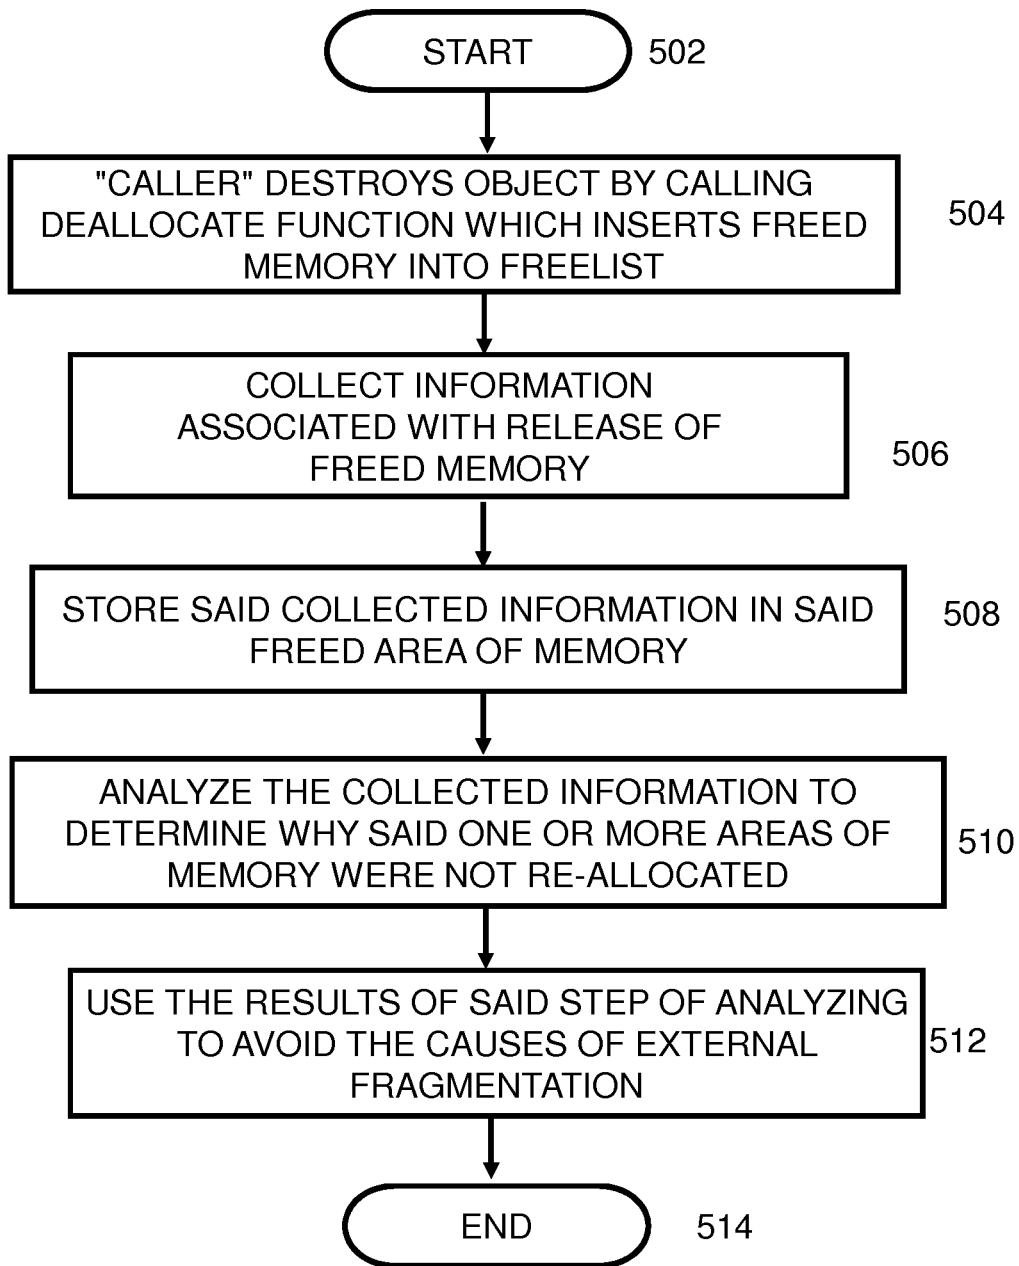 START
502
"CALLER" DESTROYS OBJECT BY CALLING
DEALLOCATE FUNCTION WHICH INSERTS FREED
MEMORY INTO FREELIST
504
COLLECT INFORMATION
ASSOCIATED WITH RELEASE OF
FREED MEMORY
506
STORE SAID COLLECTED INFORMATION IN SAID
FREED AREA OF MEMORY
508
ANALYZE THE COLLECTED INFORMATION TO
DETERMINE WHY SAID ONE OR MORE AREAS OF
MEMORY WERE NOT RE-ALLOCATED
510
USE THE RESULTS OF SAID STEP OF ANALYZING
TO AVOID THE CAUSES OF EXTERNAL
FRAGMENTATION
512
END
514